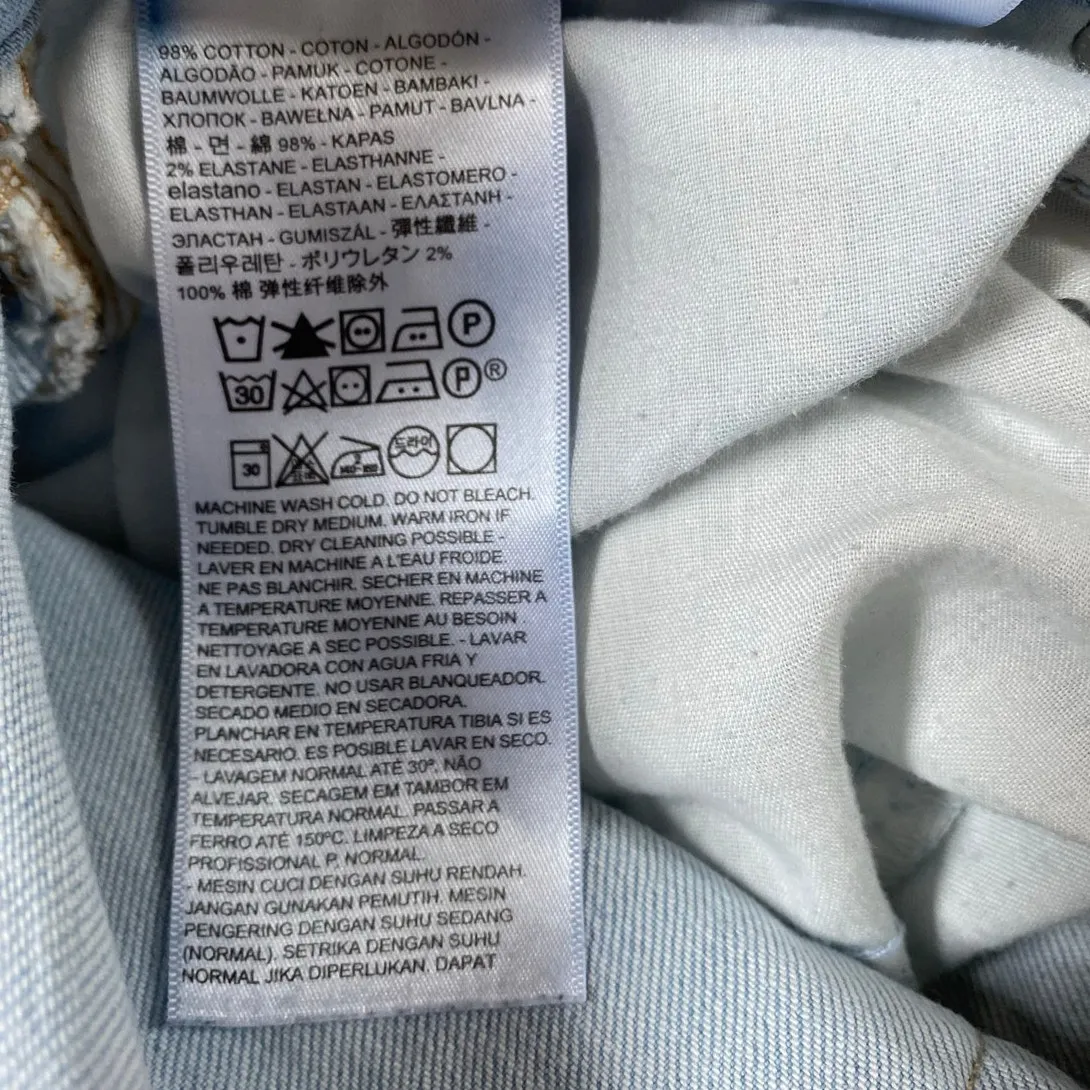 98% COTTON - COTON - ALGODÓN -
ALGODÃO - PAMUK - COTONE -
BAUMWOLLE - KATOEN - BAMBAKI -
ХЛОПОК - BAWEŁNA - PAMUT - BAVLNA -
棉 - 면 - 綿 98% - KAPAS
2% ELASTANE - ELASTHANNE -
elastano - ELASTAN - ELASTOMERO -
ELASTHAN - ELASTAAN - ΕΛΑΣΤΑΝΗ -
ЭЛАСТАН - GUMISZÁL - 彈性纖維 -
폴리우레탄 - ポリウレタン 2%
100% 棉 弹性纤维除外
P
30 P®
30 드라이
MACHINE WASH COLD. DO NOT BLEACH.
TUMBLE DRY MEDIUM. WARM IRON IF
NEEDED. DRY CLEANING POSSIBLE -
LAVER EN MACHINE A L'EAU FROIDE
NE PAS BLANCHIR. SECHER EN MACHINE
A TEMPERATURE MOYENNE. REPASSER A
TEMPERATURE MOYENNE AU BESOIN
NETTOYAGE A SEC POSSIBLE. - LAVAR
EN LAVADORA CON AGUA FRIA Y
DETERGENTE. NO USAR BLANQUEADOR.
SECADO MEDIO EN SECADORA.
PLANCHAR EN TEMPERATURA TIBIA SI ES
NECESARIO. ES POSIBLE LAVAR EN SECO.
- LAVAGEM NORMAL ATÉ 30º. NÃO
ALVEJAR. SECAGEM EM TAMBOR EM
TEMPERATURA NORMAL. PASSAR A
FERRO ATÉ 150ºC. LIMPEZA A SECO
PROFISSIONAL P. NORMAL.
- MESIN CUCI DENGAN SUHU RENDAH.
JANGAN GUNAKAN PEMUTIH. MESIN
PENGERING DENGAN SUHU SEDANG
(NORMAL). SETRIKA DENGAN SUHU
NORMAL JIKA DIPERLUKAN. DAPAT